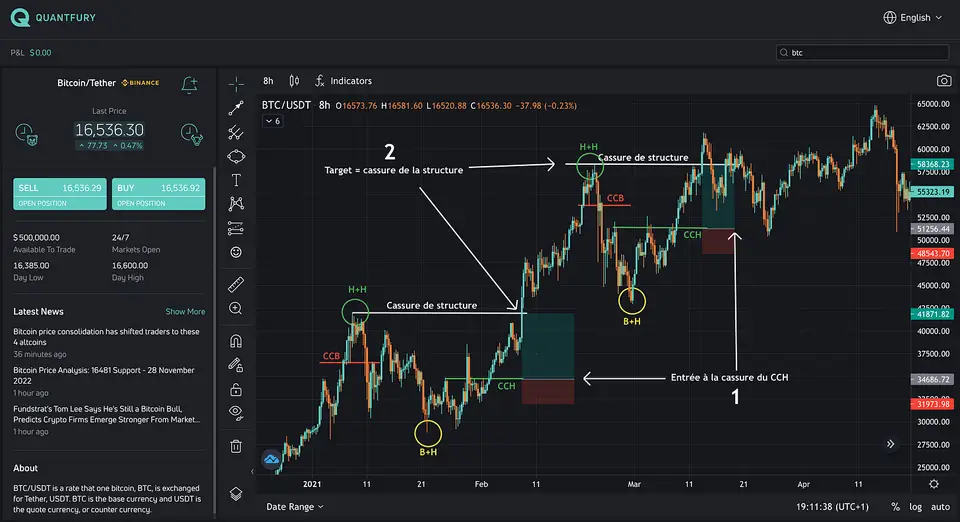 QUANTFURY
English
P&L $0.00
btc
Bitcoin/Tether BINANCE
Last Price
16,536.30
77.73 0.47%
SELL 16,536.29
OPEN POSITION
BUY 16,536.92
OPEN POSITION
$500,000.00
Available To Trade
24/7
Markets Open
16,385.00
Day Low
16,600.00
Day High
Latest News Show More
Bitcoin price consolidation has shifted traders to these
4 altcoins
36 minutes ago
Bitcoin Price Analysis: 16481 Support - 28 November
2022
1 hour ago
Fundstrat's Tom Lee Says He's Still a Bitcoin Bull,
Predicts Crypto Firms Emerge Stronger From Market...
1 hour ago
About
BTC/USDT is a rate that one bitcoin, BTC, is exchanged
for Tether, USDT. BTC is the base currency and USDT is
the quote currency, or counter currency.
8h Indicators
BTC/USDT 8h O16573.76 H16581.60 L16520.88 C16536.30 -37.98 (-0.23%)
6
2
Target = cassure de la structure
H+H
Cassure de structure
CCB
CCH
B+H
H+H
Cassure de structure
CCB
CCH
B+H
Entrée à la cassure du CCH
1
65000.00
62500.00
60000.00
58368.23
57500.00
55323.19
52500.00
51256.44
50000.00
48543.70
47500.00
45000.00
42500.00
41871.82
40000.00
37500.00
34686.72
31973.98
30000.00
27500.00
25000.00
2021 11 21 Feb 11 Mar 11 21 Apr 11
Date Range
19:11:38 (UTC+1) % log auto